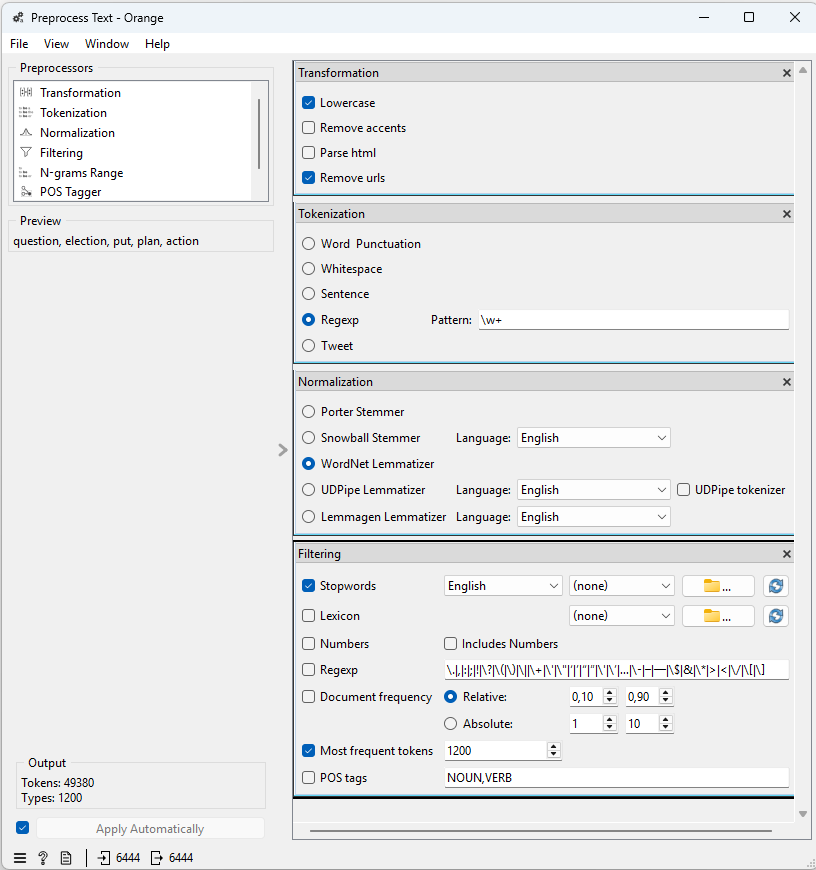 Preprocess Text - Orange
File View Window Help
Preprocessors
Transformation
Tokenization
Normalization
Filtering
N-grams Range
POS Tagger
Preview
question, election, put, plan, action
Output
Tokens: 49380
Types: 1200
Apply Automatically
6444 6444
Transformation
Lowercase
Remove accents
Parse html
Remove urls
Tokenization
Word Punctuation
Whitespace
Sentence
Regexp Pattern: \w+
Tweet
Normalization
Porter Stemmer
Snowball Stemmer Language: English
WordNet Lemmatizer
UDPipe Lemmatizer Language: English UDPipe tokenizer
Lemmagen Lemmatizer Language: English
Filtering
Stopwords English (none) ...
Lexicon (none) ...
Numbers Includes Numbers
Regexp
Document frequency Relative: 0,10 0,90
Absolute: 1 10
Most frequent tokens 1200
POS tags NOUN,VERB